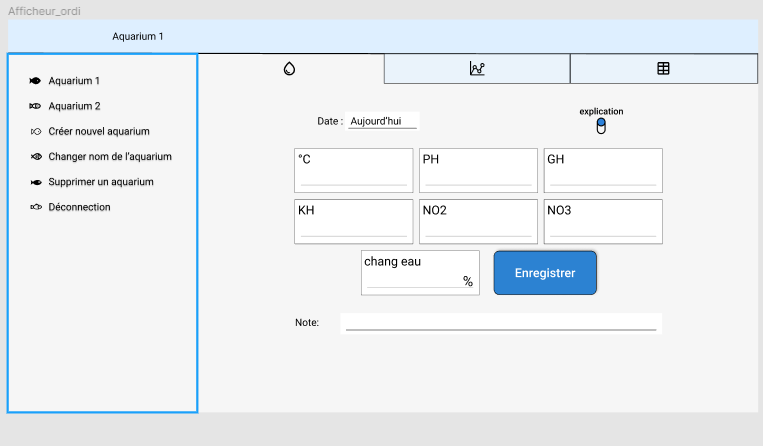 Afficheur_ordi
Aquarium 1
Aquarium 1
Aquarium 2
Créer nouvel aquarium
Changer nom de l'aquarium
Supprimer un aquarium
Déconnection
Date : Aujourd'hui
explication
°C PH GH
KH NO2 NO3
chang eau
%
Enregistrer
Note: